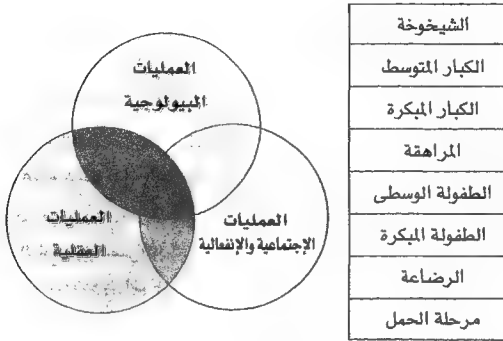 العمليات
البيولوجية
العمليات
العقلية
العمليات
الإجتماعية والإنفعالية
الشيخوخة
الكبار المتوسط
الكبار المبكرة
المراهقة
الطفولة الوسطى
الطفولة المبكرة
الرضاعة
مرحلة الحمل